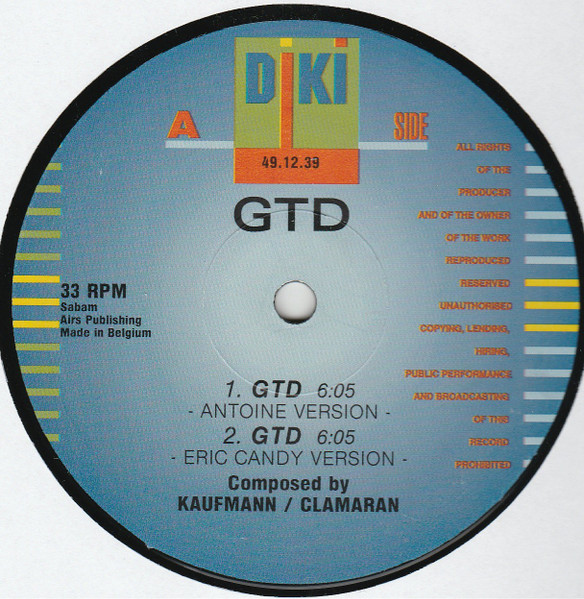 DiKi
A SIDE
49.12.39
GTD
33 RPM
Sabam
Airs Publishing
Made in Belgium
ALL RIGHTS
OF THE
PRODUCER
AND OF THE OWNER
OF THE WORK
REPRODUCED
RESERVED
UNAUTHORISED
COPYING, LENDING,
HIRING,
PUBLIC PERFORMANCE
AND BROADCASTING
OF THIS
RECORD
PROHIBITED
1. GTD 6:05
- ANTOINE VERSION -
2. GTD 6:05
- ERIC CANDY VERSION -
Composed by
KAUFMANN / CLAMARAN